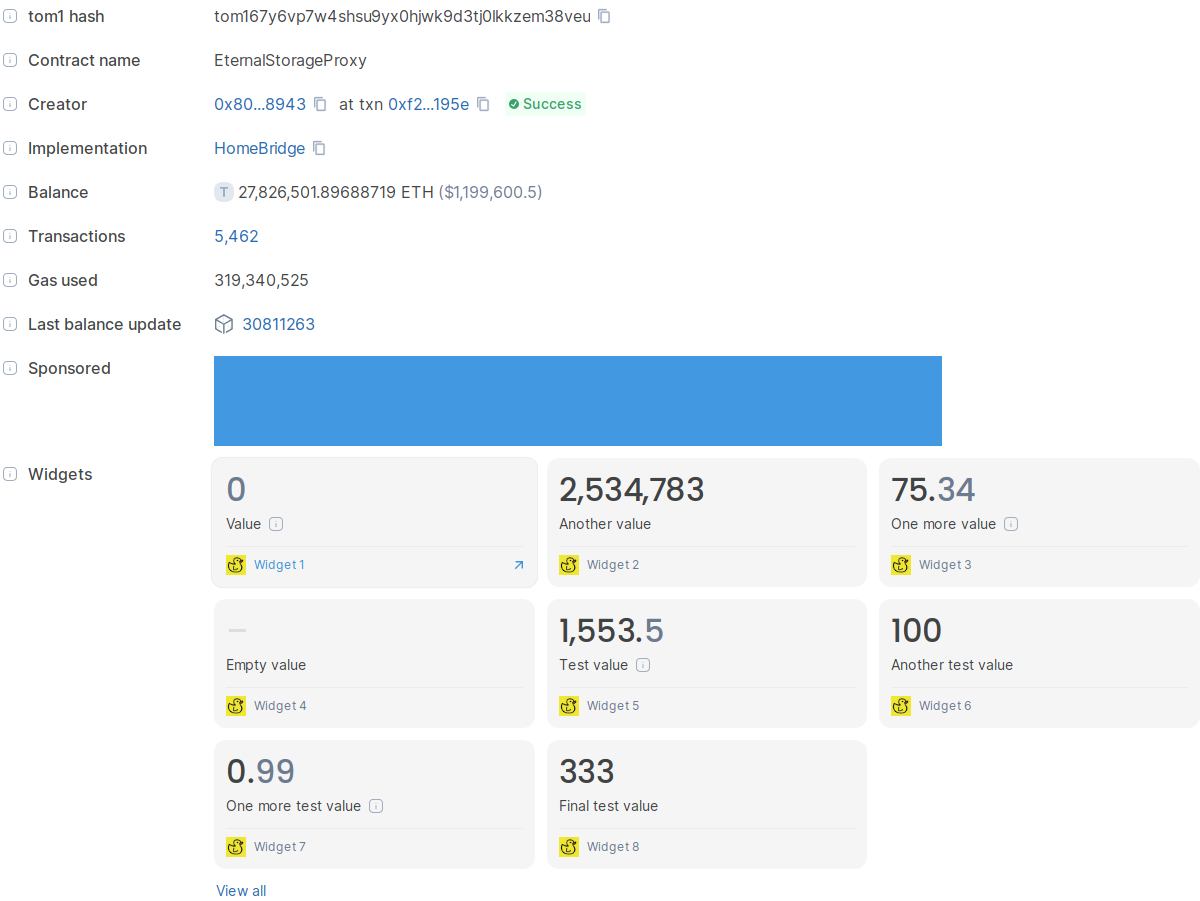 tom1 hash tom167y6vp7w4shsu9yx0hjwk9d3tj0lkkzem38veu
Contract name EternalStorageProxy
Creator 0x80...8943 at txn 0xf2...195e Success
Implementation HomeBridge
Balance T 27,826,501.89688719 ETH ($1,199,600.5)
Transactions 5,462
Gas used 319,340,525
Last balance update 30811263
Sponsored
Widgets
0
Value
Widget 1
2,534,783
Another value
Widget 2
75.34
One more value
Widget 3
—
Empty value
Widget 4
1,553.5
Test value
Widget 5
100
Another test value
Widget 6
0.99
One more test value
Widget 7
333
Final test value
Widget 8
View all